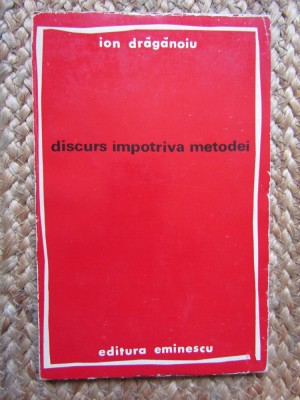 ion drăgănoiu
discurs impotriva metodei
editura eminescu